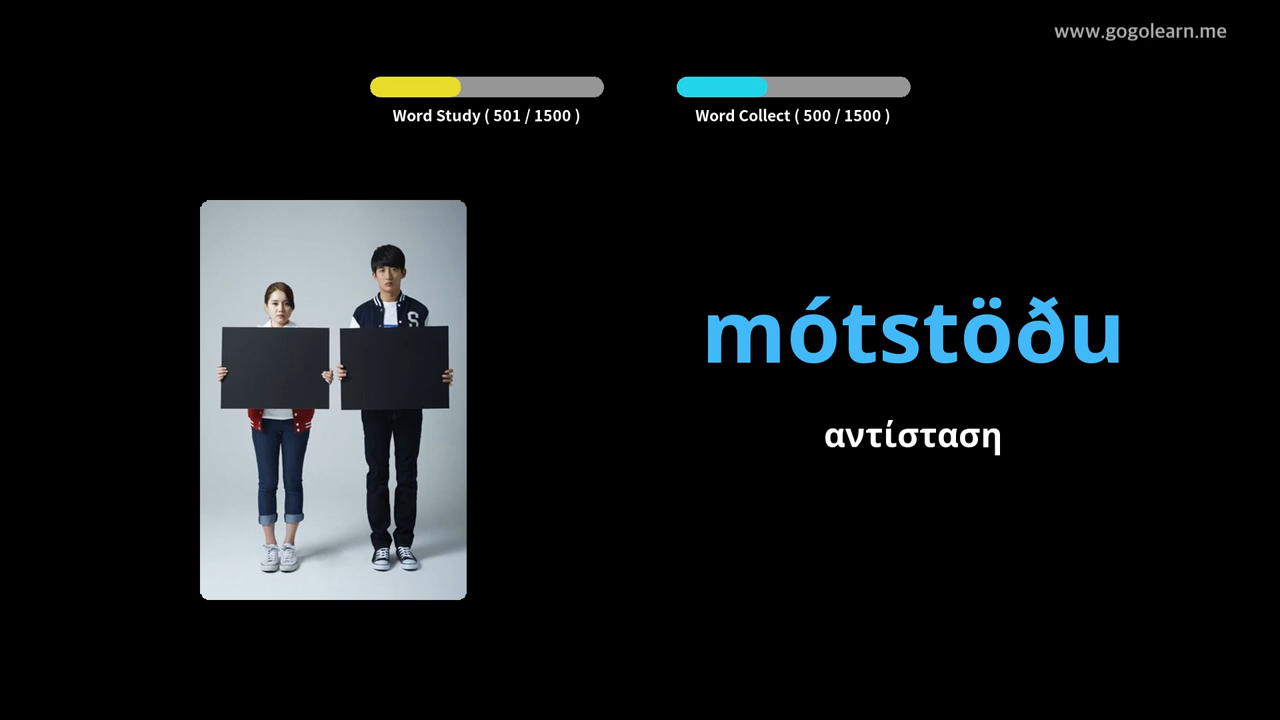 www.gogolearn.me
Word Study ( 501 / 1500 )
Word Collect ( 500 / 1500 )
S
mótstöðu
αντίσταση